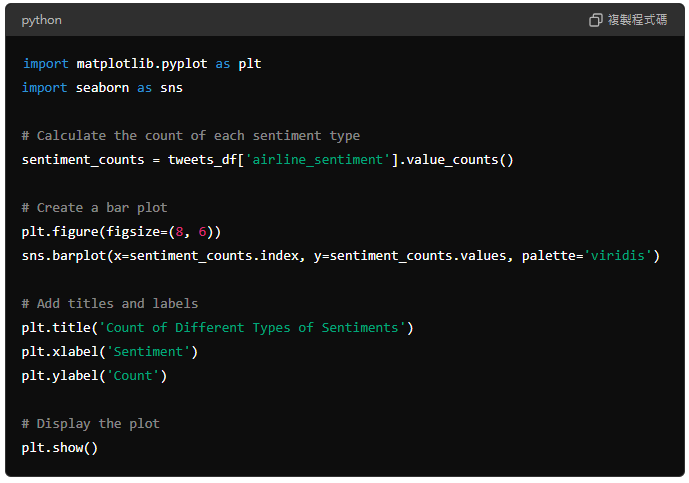 python
複製程式碼
import matplotlib.pyplot as plt
import seaborn as sns
# Calculate the count of each sentiment type
sentiment_counts = tweets_df['airline_sentiment'].value_counts()
# Create a bar plot
plt.figure(figsize=(8, 6))
sns.barplot(x=sentiment_counts.index, y=sentiment_counts.values, palette='viridis')
# Add titles and labels
plt.title('Count of Different Types of Sentiments')
plt.xlabel('Sentiment')
plt.ylabel('Count')
# Display the plot
plt.show()